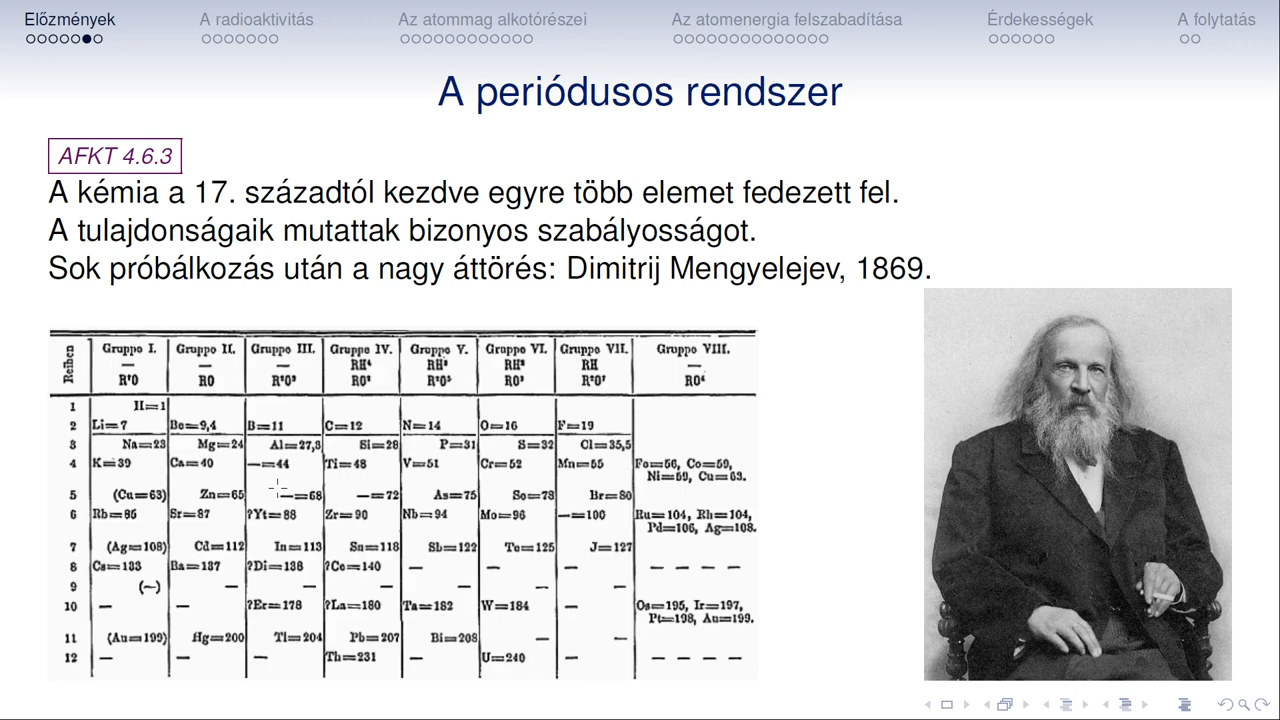 Előzmények A radioaktivitás Az atommag alkotórészei Az atomenergia felszabadítása Érdekességek A folytatás
A periódusos rendszer
AFKT 4.6.3
A kémia a 17. századtól kezdve egyre több elemet fedezett fel.
A tulajdonságaik mutattak bizonyos szabályosságot.
Sok próbálkozás után a nagy áttörés: Dimitrij Mengyelejev, 1869.
Reihen Gruppo I. Gruppo II. Gruppo III. Gruppo IV. Gruppo V. Gruppo VI. Gruppo VII. Gruppo VIII.
— — — RH⁴ RH³ RH² RH —
R²O RO R²O³ RO² R²O⁵ RO³ R²O⁷ RO⁴
1 H=1
2 Li=7 Be=9,4 B=11 C=12 N=14 O=16 F=19
3 Na=23 Mg=24 Al=27,3 Si=28 P=31 S=32 Cl=35,5
4 K=39 Ca=40 —=44 Ti=48 V=51 Cr=52 Mn=55 Fo=56, Co=59,
Ni=59, Cu=63.
5 (Cu=63) Zn=65 —=68 —=72 As=75 So=78 Br=80
6 Rb=85 Sr=87 ?Yt=88 Zr=90 Nb=94 Mo=96 —=100 Ru=104, Rh=104,
Pd=106, Ag=108.
7 (Ag=108) Cd=112 In=113 Sn=118 Sb=122 Te=125 J=127
8 Cs=133 Ba=137 ?Di=138 ?Ce=140 — — — — — — —
9 (—) — — — — — —
10 — — ?Er=178 ?La=180 Ta=182 W=184 — Os=195, Ir=197,
Pt=198, Au=199.
11 (Au=199) Hg=200 Tl=204 Pb=207 Bi=208 — —
12 — — — Th=231 — U=240 — — — — —